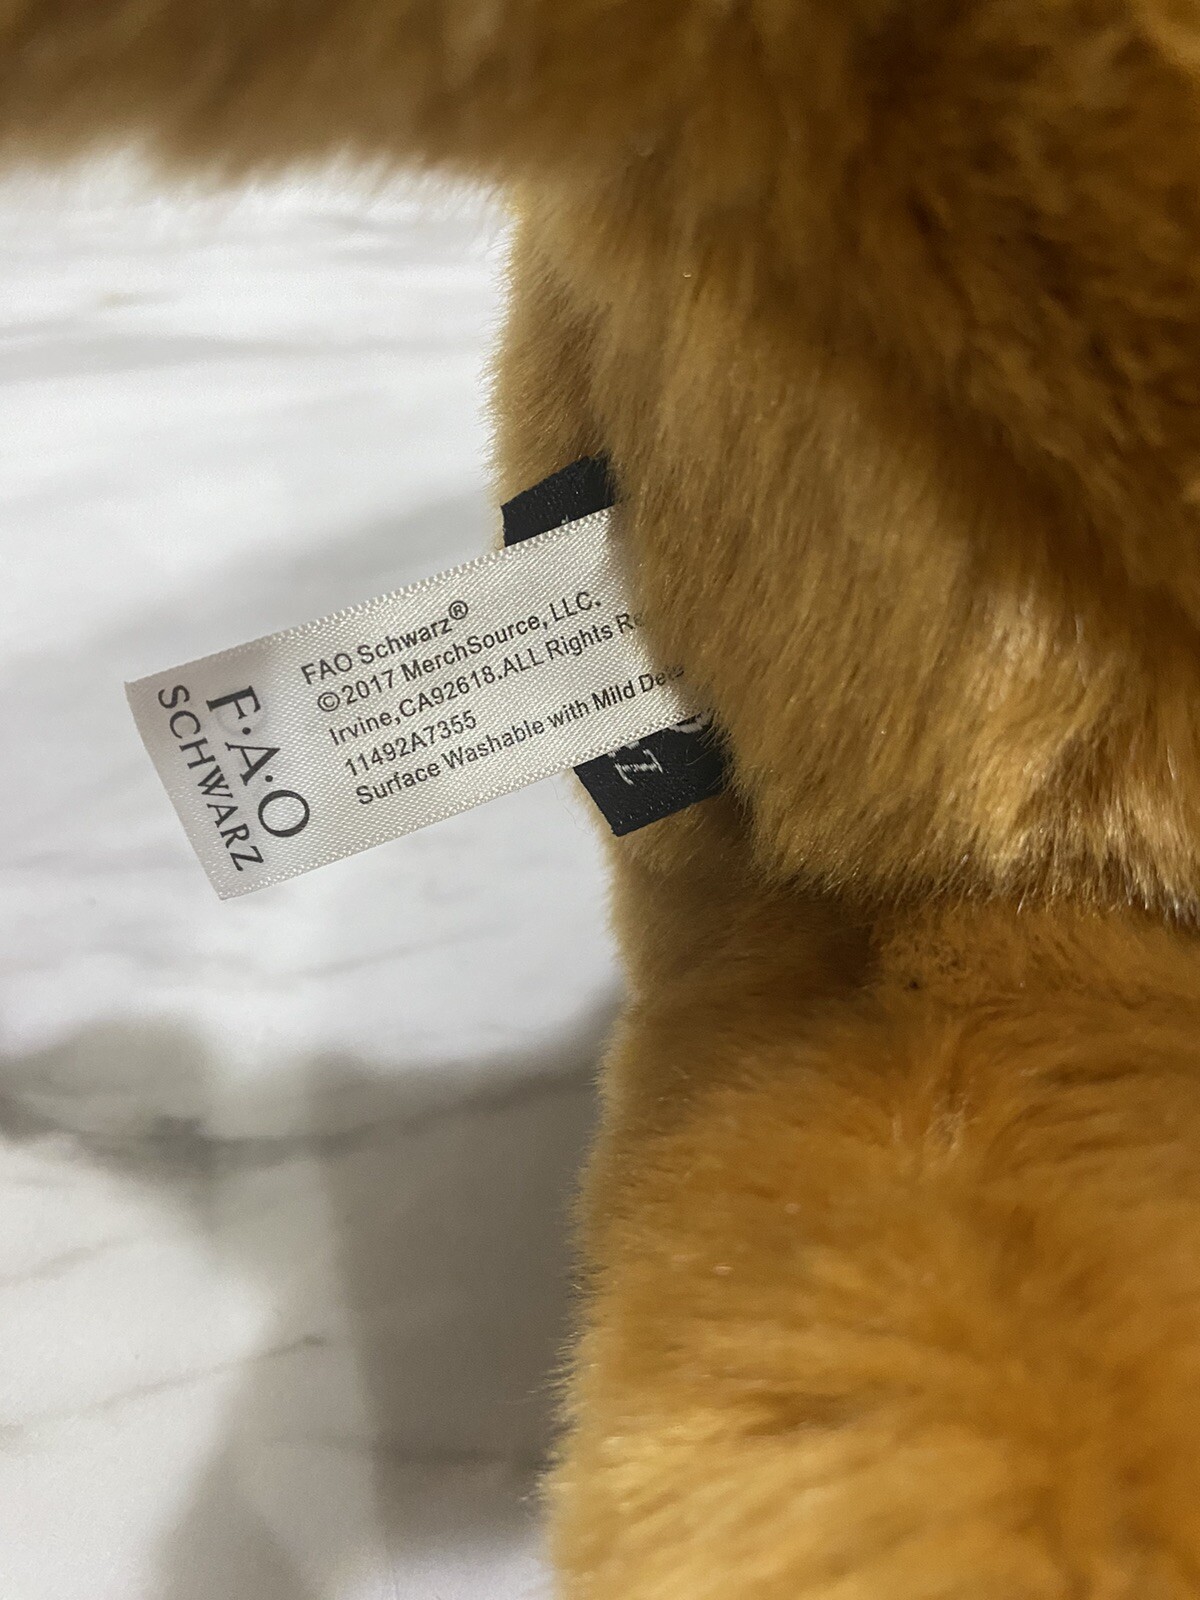 F·A·O
SCHWARZ
FAO Schwarz®
©2017 MerchSource, LLC.
Irvine,CA92618.ALL Rights
11492A7355
Surface Washable with Mild